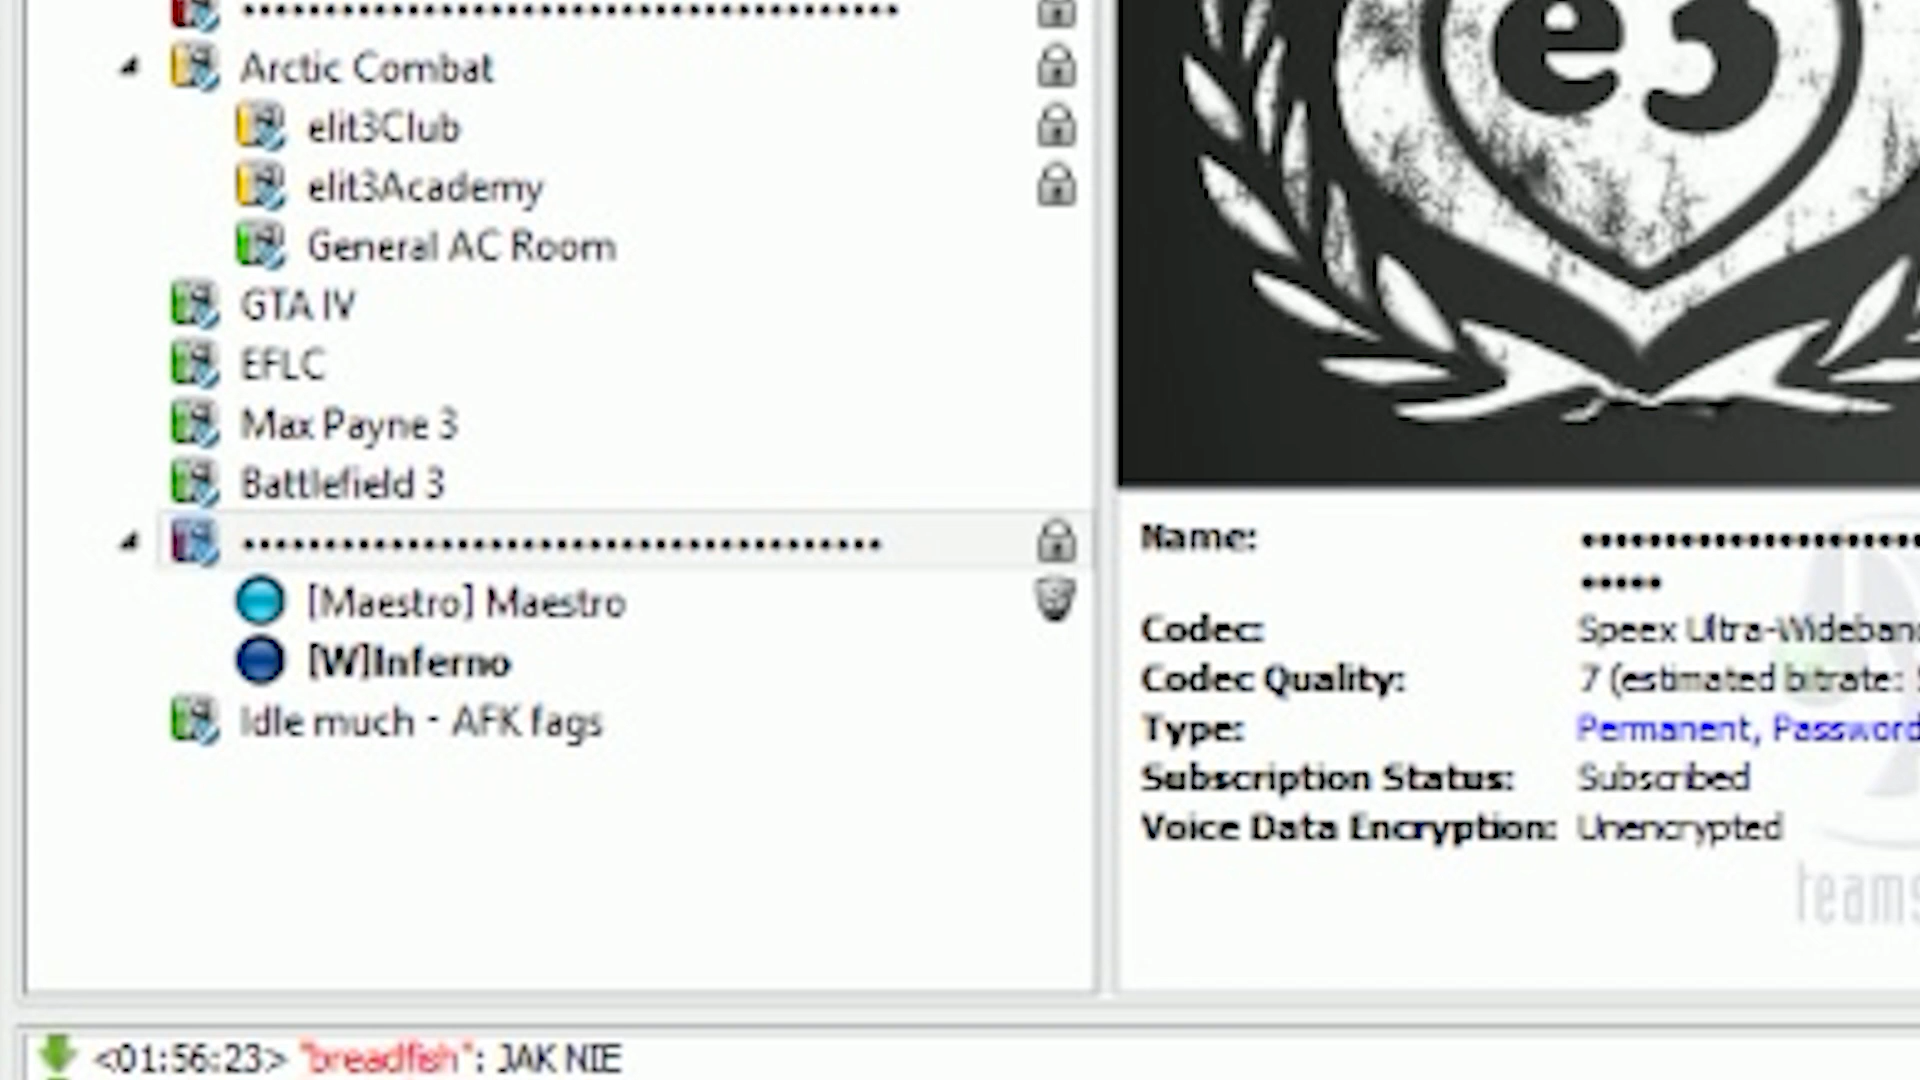 Arctic Combat
elit3Club
elit3Academy
General AC Room
GTA IV
EFLC
Max Payne 3
Battlefield 3
[Maestro] Maestro
[W]Inferno
Idle much - AFK fags
e3
Name:
Codec: Speex Ultra-Wideband
Codec Quality: 7 (estimated bitrate:
Type: Permanent, Password
Subscription Status: Subscribed
Voice Data Encryption: Unencrypted
teams
<01:56:23> "breadfish": JAK NIE